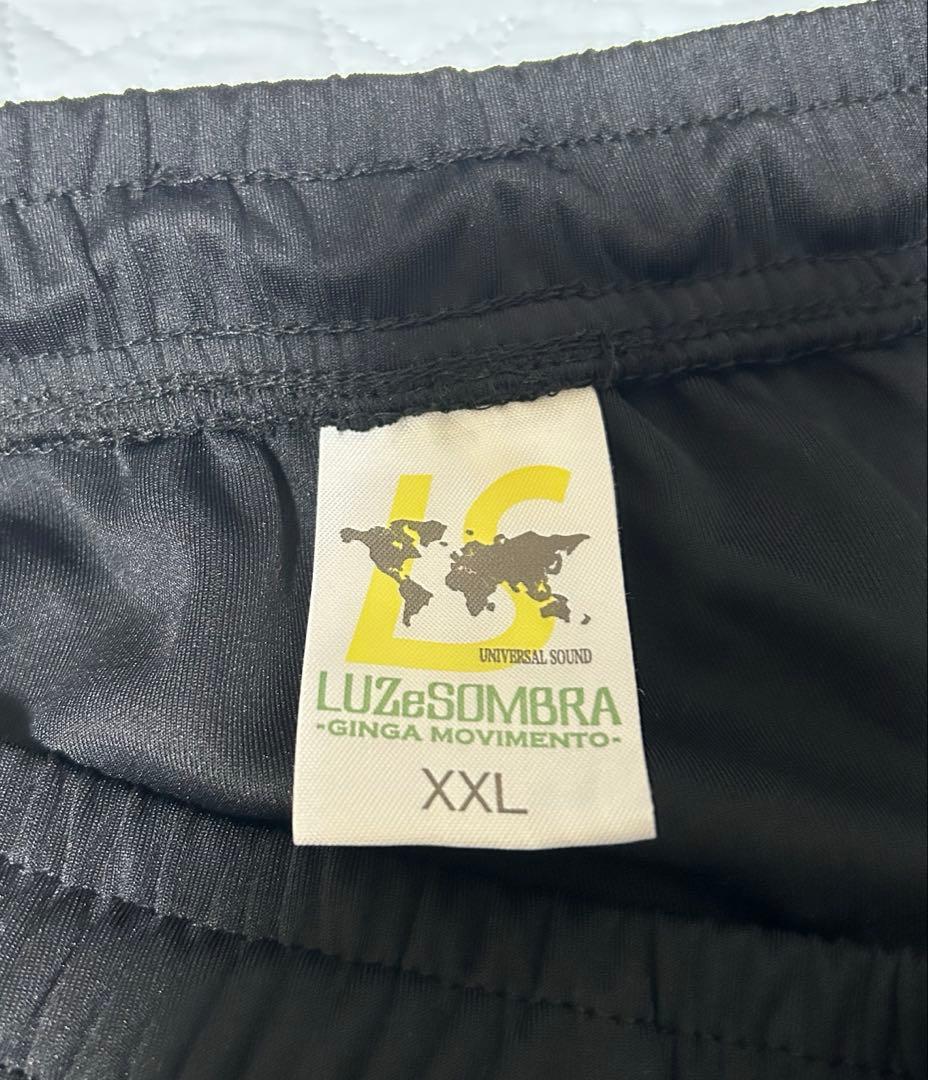 LS
UNIVERSAL SOUND
LUZeSOMBRA
-GINGA MOVIMENTO-
XXL